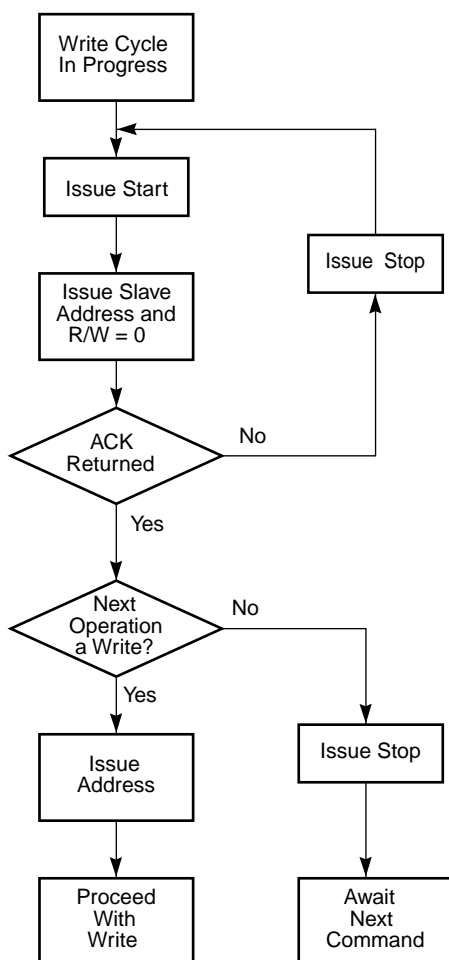 Write Cycle
In Progress
Issue Start
Issue Stop
Issue Slave
Address and
R/W = 0
ACK
Returned
No
Yes
Next
Operation
a Write?
No
Yes
Issue
Address
Issue Stop
Proceed
With
Write
Await
Next
Command